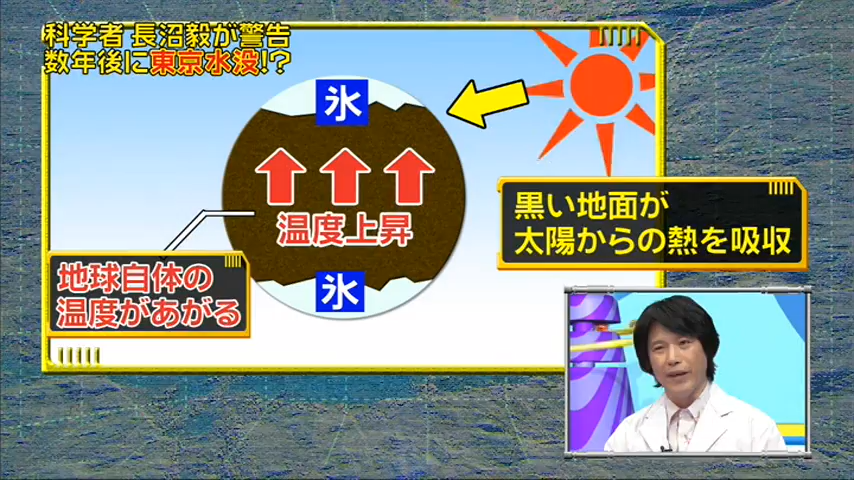 科学者 長沼毅が警告
数年後に東京水没!?
氷
温度上昇
黒い地面が
太陽からの熱を吸収
地球自体の
温度があがる
氷